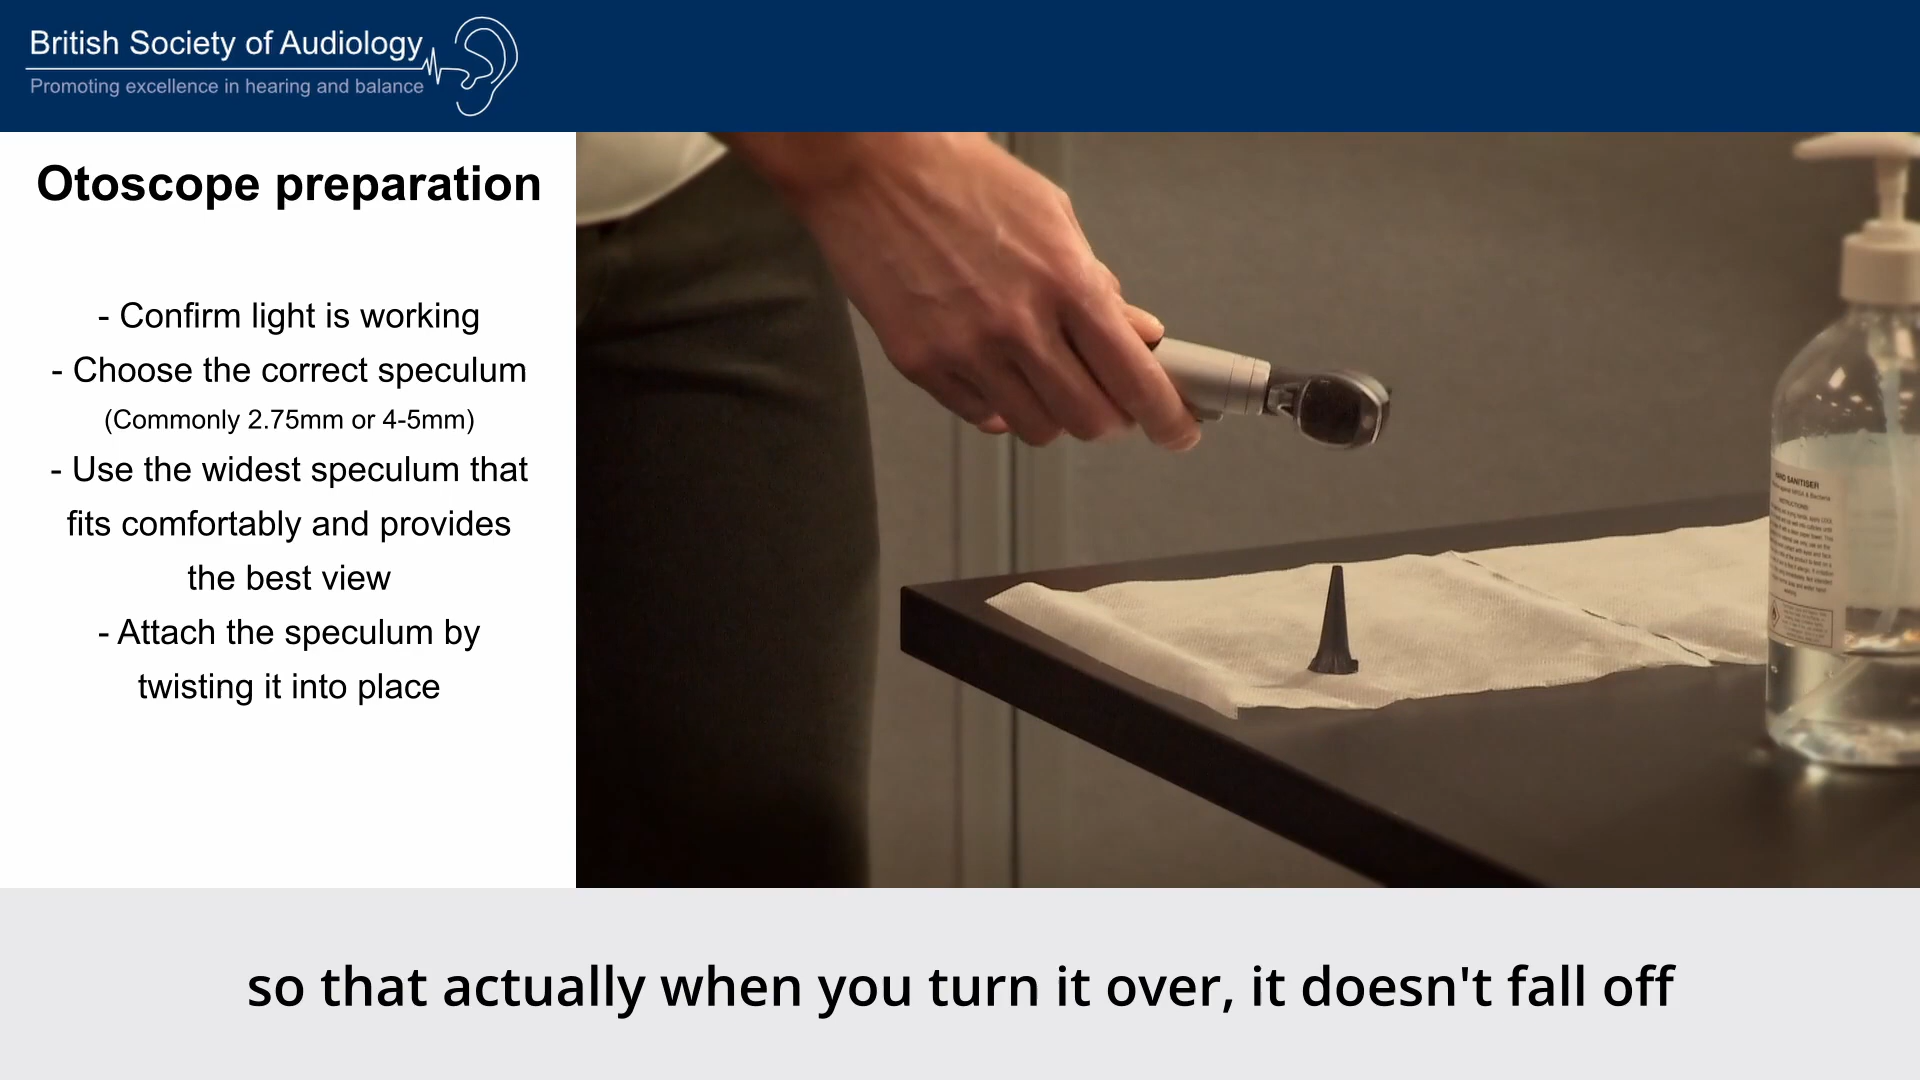 British Society of Audiology
Promoting excellence in hearing and balance
Otoscope preparation
- Confirm light is working
- Choose the correct speculum
(Commonly 2.75mm or 4-5mm)
- Use the widest speculum that
fits comfortably and provides
the best view
- Attach the speculum by
twisting it into place
HAND SANITISER
INSTRUCTIONS
so that actually when you turn it over, it doesn't fall off